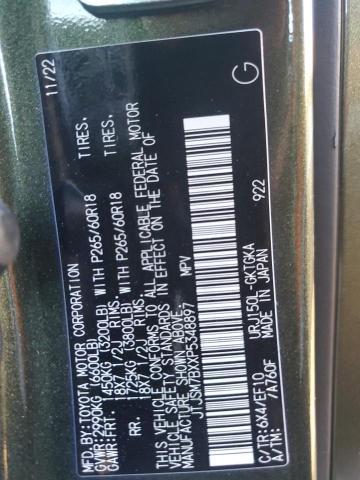 MFD.BY:TOYOTA MOTOR CORPORATION 11/22
GVWR:2990KG (6600LB)
GAWR:FRT. 1450KG (3200LB) WITH P265/60R18 TIRES.
18X7 1/2J RIMS.
RR. 1725KG (3800LB) WITH P265/60R18 TIRES.
18X7 1/2J RIMS.
THIS VEHICLE CONFORMS TO ALL APPLICABLE FEDERAL MOTOR
VEHICLE SAFETY STANDARDS IN EFFECT ON THE DATE OF
MANUFACTURE SHOWN ABOVE.
JTJSM7BXXP5348897 MPV
G
URJ150L-GKTGKA 922
C/TR:6X4/EF10 MADE IN JAPAN
A/TM: /A760F